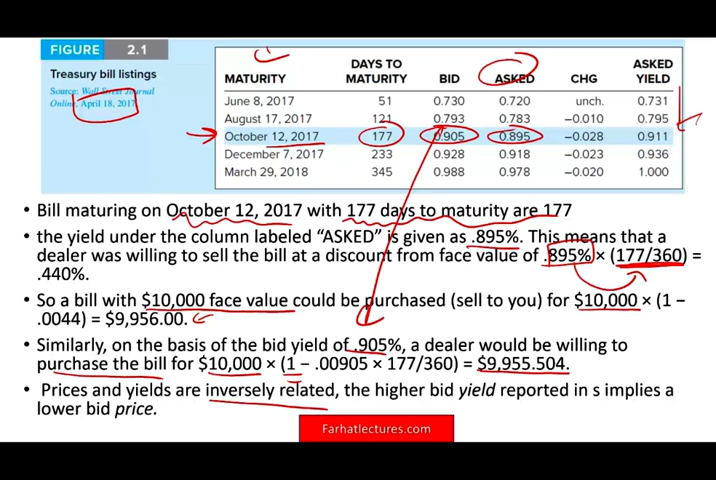 FIGURE 2.1
Treasury bill listings
Source: Wall Street Journal
Online, April 18, 2017
MATURITY DAYS TO MATURITY BID ASKED CHG ASKED YIELD
June 8, 2017 51 0.730 0.720 unch. 0.731
August 17, 2017 121 0.793 0.783 −0.010 0.795
October 12, 2017 177 0.905 0.895 −0.028 0.911
December 7, 2017 233 0.928 0.918 −0.023 0.936
March 29, 2018 345 0.988 0.978 −0.020 1.000
• Bill maturing on October 12, 2017 with 177 days to maturity are 177
• the yield under the column labeled “ASKED” is given as .895%. This means that a
dealer was willing to sell the bill at a discount from face value of .895% × (177/360) =
.440%.
• So a bill with $10,000 face value could be purchased (sell to you) for $10,000 × (1 −
.0044) = $9,956.00.
• Similarly, on the basis of the bid yield of .905%, a dealer would be willing to
purchase the bill for $10,000 × (1 − .00905 × 177/360) = $9,955.504.
• Prices and yields are inversely related, the higher bid yield reported in s implies a
lower bid price.
Farhatlectures.com